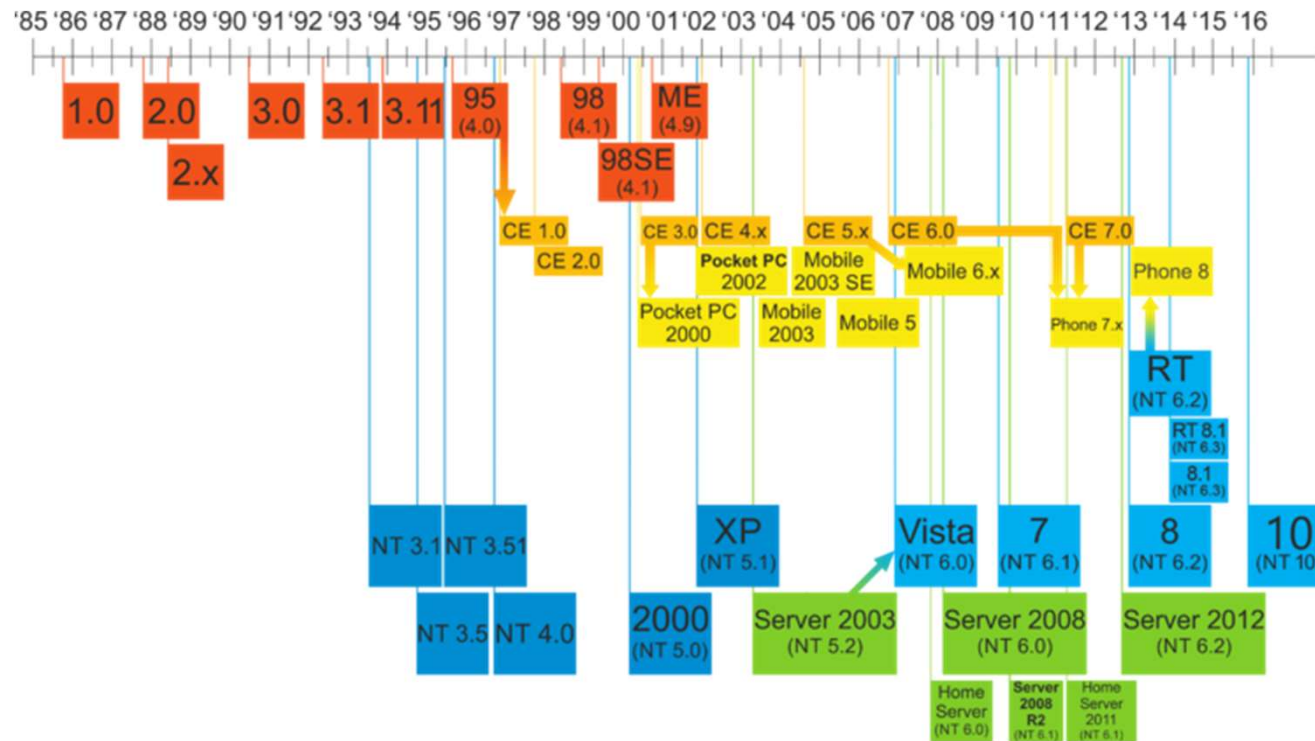 ‘85 ‘86 ‘87 ‘88 ‘89 ‘90 ‘91 ‘92 ‘93 ‘94 ‘95 ‘96 ‘97 ‘98 ‘99 ‘00 ‘01 ‘02 ‘03 ‘04 ‘05 ‘06 ‘07 ‘08 ‘09 ‘10 ‘11 ‘12 ‘13 ‘14 ‘15 ‘16
1.0
2.0
3.0
3.1
3.11
95
(4.0)
98
(4.1)
ME
(4.9)
2.x
98SE
(4.1)
CE 1.0
CE 3.0
CE 4.x
CE 5.x
CE 6.0
CE 7.0
CE 2.0
Pocket PC
2002
Mobile
2003 SE
Mobile 6.x
Phone 8
Pocket PC
2000
Mobile
2003
Mobile 5
Phone 7.x
RT
(NT 6.2)
RT 8.1
(NT 6.3)
8.1
(NT 6.3)
NT 3.1
NT 3.51
XP
(NT 5.1)
Vista
(NT 6.0)
7
(NT 6.1)
8
(NT 6.2)
10
(NT 10
NT 3.5
NT 4.0
2000
(NT 5.0)
Server 2003
(NT 5.2)
Server 2008
(NT 6.0)
Server 2012
(NT 6.2)
Home
Server
(NT 6.0)
Server
2008
R2
(NT 6.1)
Home
Server
2011
(NT 6.1)